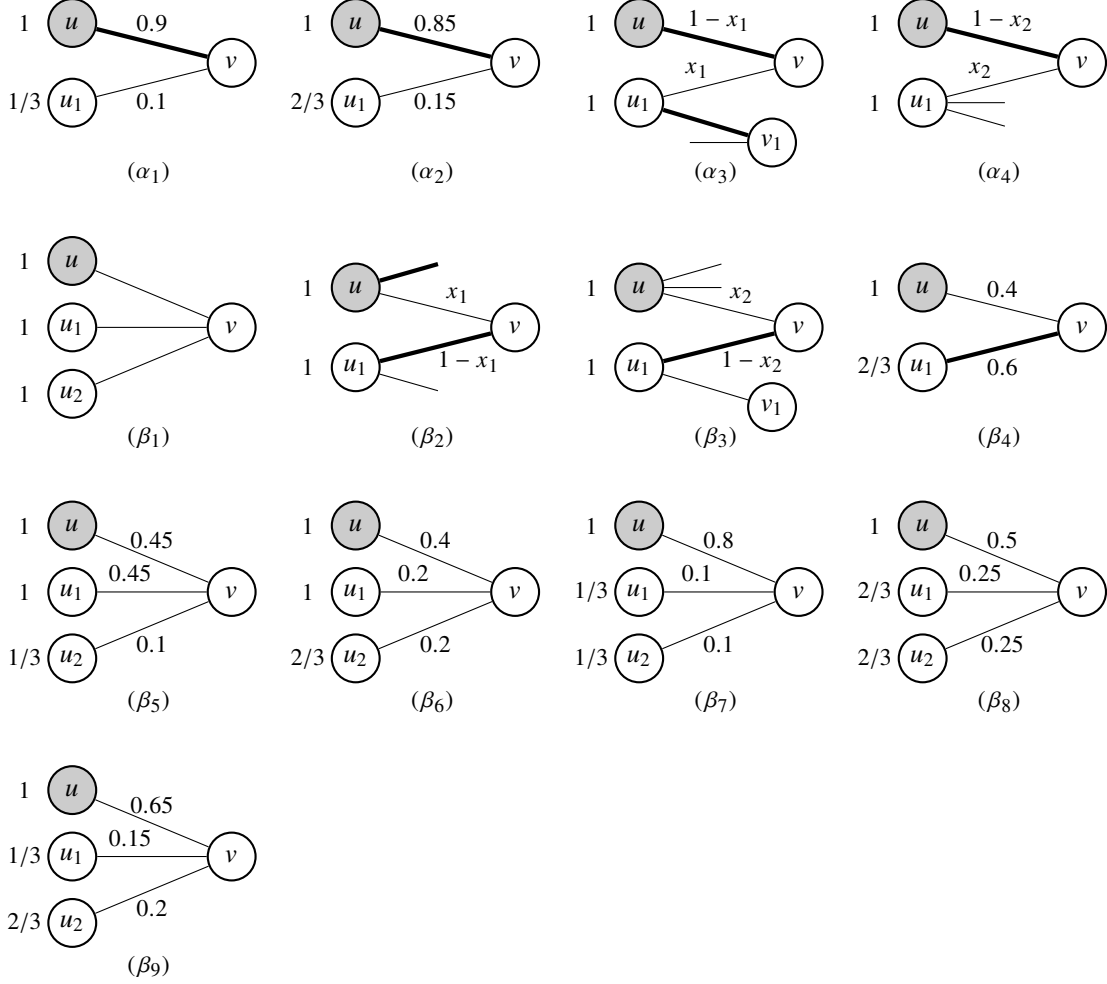 1 u 0.9 v
1/3 u₁ 0.1
(α₁)
1 u 0.85 v
2/3 u₁ 0.15
(α₂)
1 u 1 − x₁ v
1 u₁ x₁ v₁
(α₃)
1 u 1 − x₂ v
1 u₁ x₂
(α₄)
1 u
1 u₁ v
1 u₂
(β₁)
1 u x₁ v
1 u₁ 1 − x₁
(β₂)
1 u x₂ v
1 u₁ 1 − x₂ v₁
(β₃)
1 u 0.4 v
2/3 u₁ 0.6
(β₄)
1 u 0.45
1 u₁ 0.45 v
1/3 u₂ 0.1
(β₅)
1 u 0.4
1 u₁ 0.2 v
2/3 u₂ 0.2
(β₆)
1 u 0.8
1/3 u₁ 0.1 v
1/3 u₂ 0.1
(β₇)
1 u 0.5
2/3 u₁ 0.25 v
2/3 u₂ 0.25
(β₈)
1 u 0.65
1/3 u₁ 0.15 v
2/3 u₂ 0.2
(β₉)